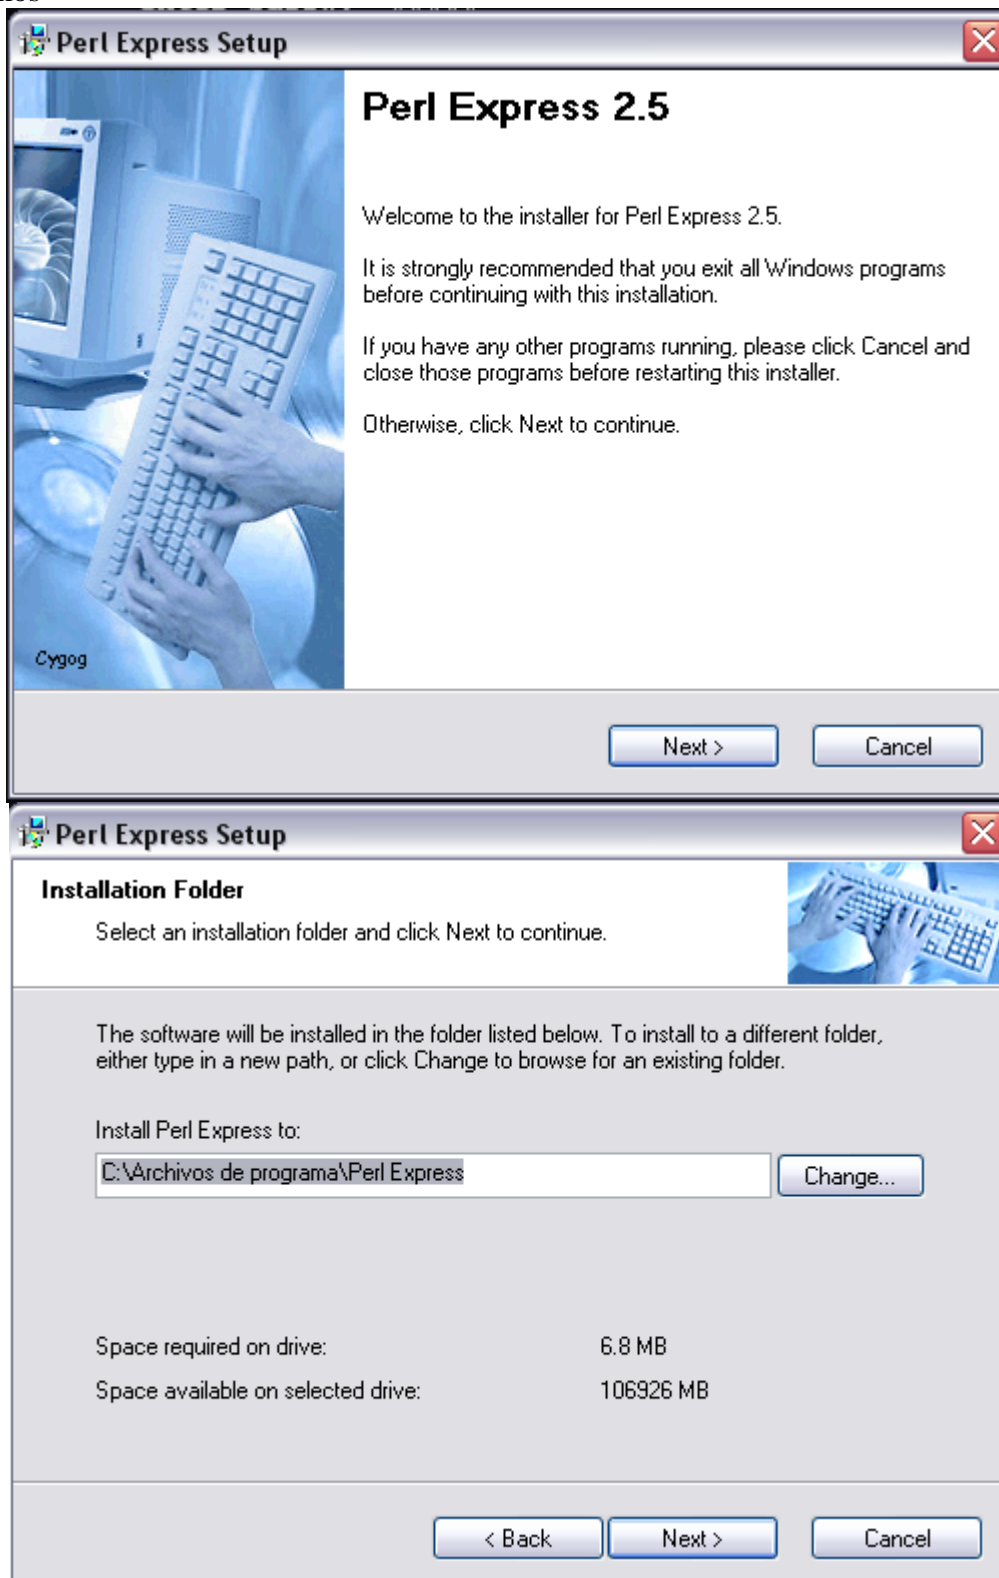 Perl Express Setup
Perl Express 2.5
Welcome to the installer for Perl Express 2.5.
It is strongly recommended that you exit all Windows programs
before continuing with this installation.
If you have any other programs running, please click Cancel and
close those programs before restarting this installer.
Otherwise, click Next to continue.
Cygog
Next >
Cancel
Perl Express Setup
Installation Folder
Select an installation folder and click Next to continue.
The software will be installed in the folder listed below. To install to a different folder,
either type in a new path, or click Change to browse for an existing folder.
Install Perl Express to:
C:\Archivos de programa\Perl Express
Change...
Space required on drive: 6.8 MB
Space available on selected drive: 106926 MB
< Back
Next >
Cancel